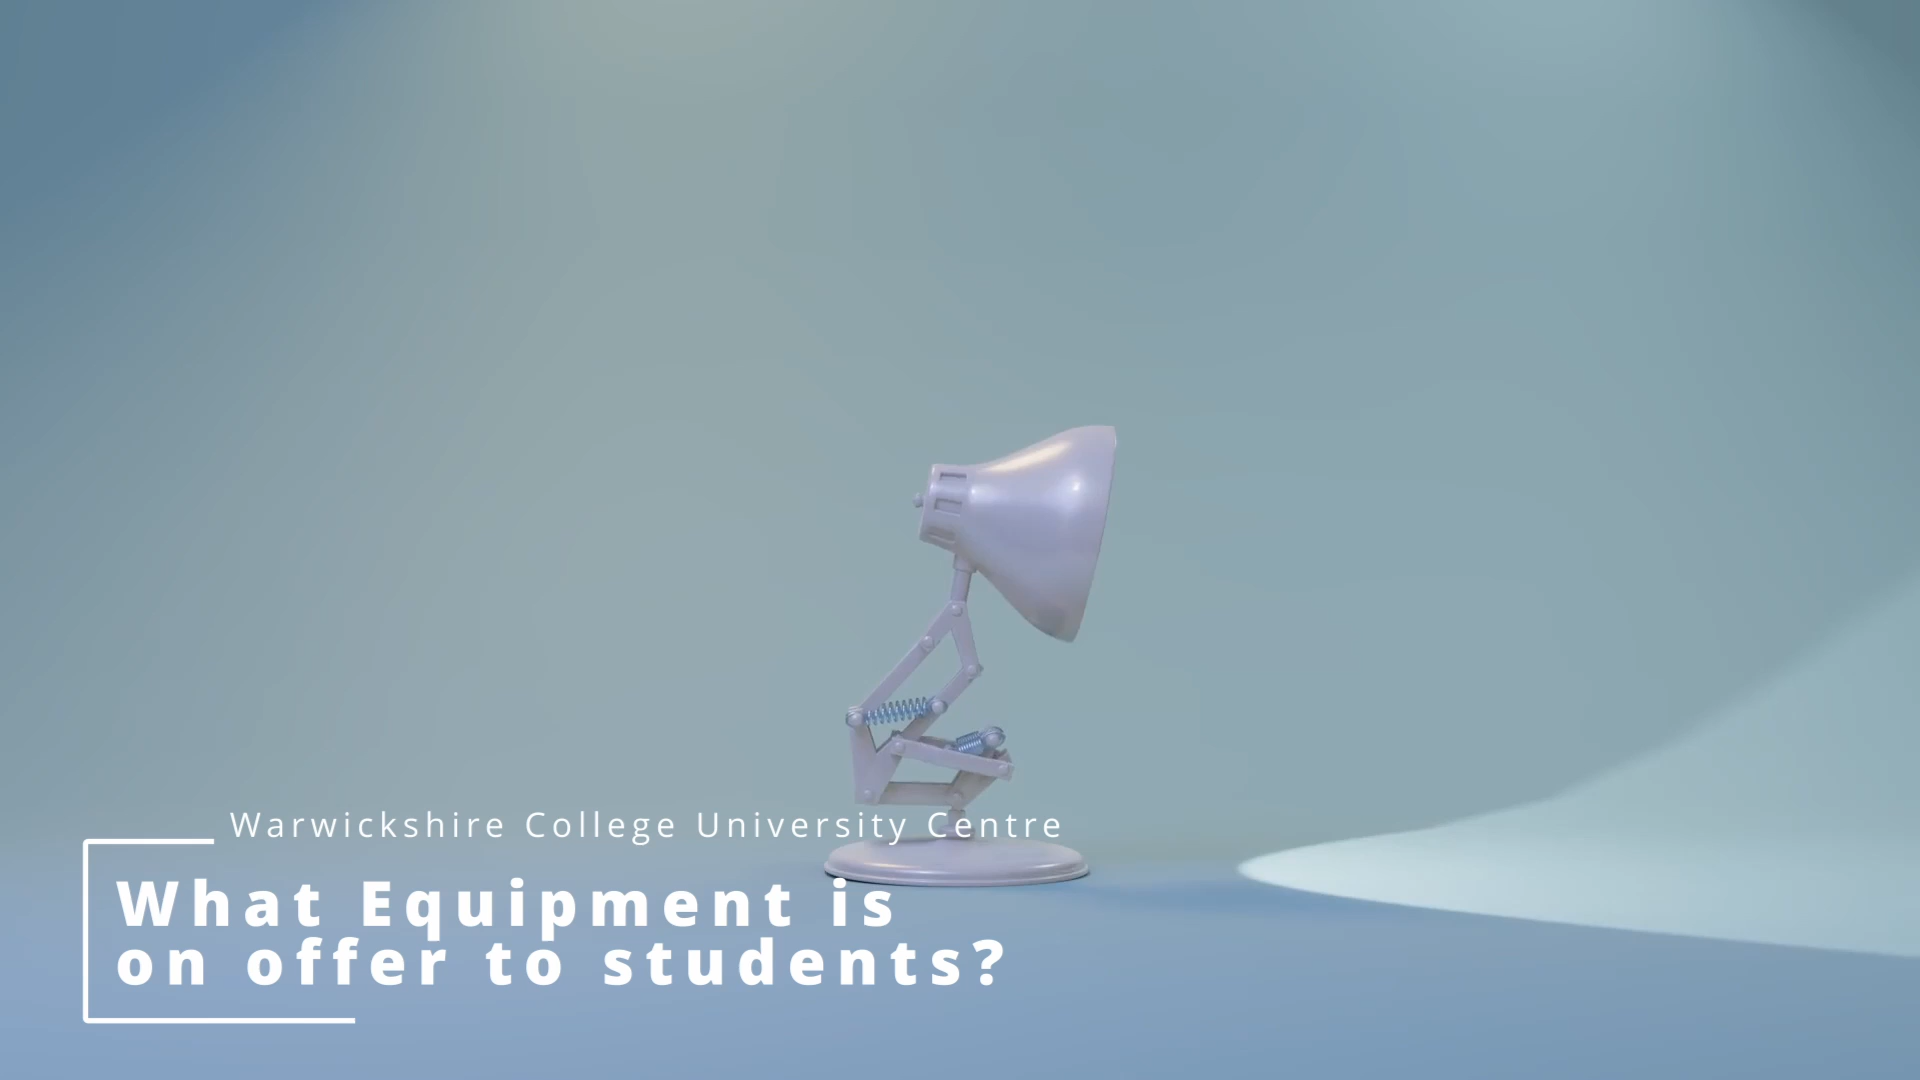 Warwickshire College University Centre
What Equipment is
on offer to students?